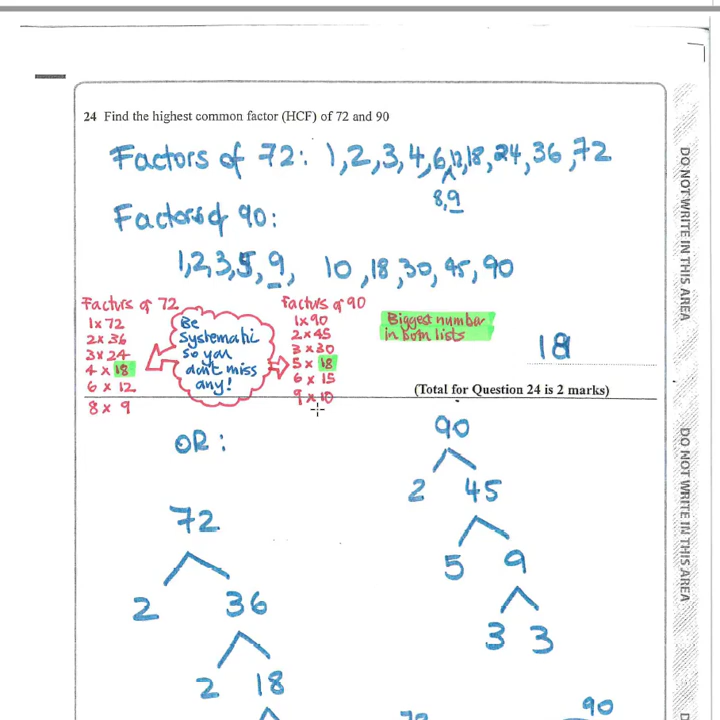 24 Find the highest common factor (HCF) of 72 and 90
Factors of 72: 1,2,3,4,6,12,18,24,36,72
8,9
Factors of 90:
1,2,3,5,9, 10,18,30,45,90
Factors of 72
1x72
2x36
3x24
4x18
6x12
8x9
Be
Systemati
so you
don't miss
any!
Factors of 90
1x90
2x45
3x30
5x18
6x15
9x10
Biggest number
in both lists
18
(Total for Question 24 is 2 marks)
OR:
72
2 36
2 18
90
2 45
5 9
3 3
72
90
DO NOT WRITE IN THIS AREA
DO NOT WRITE IN THIS AREA
D